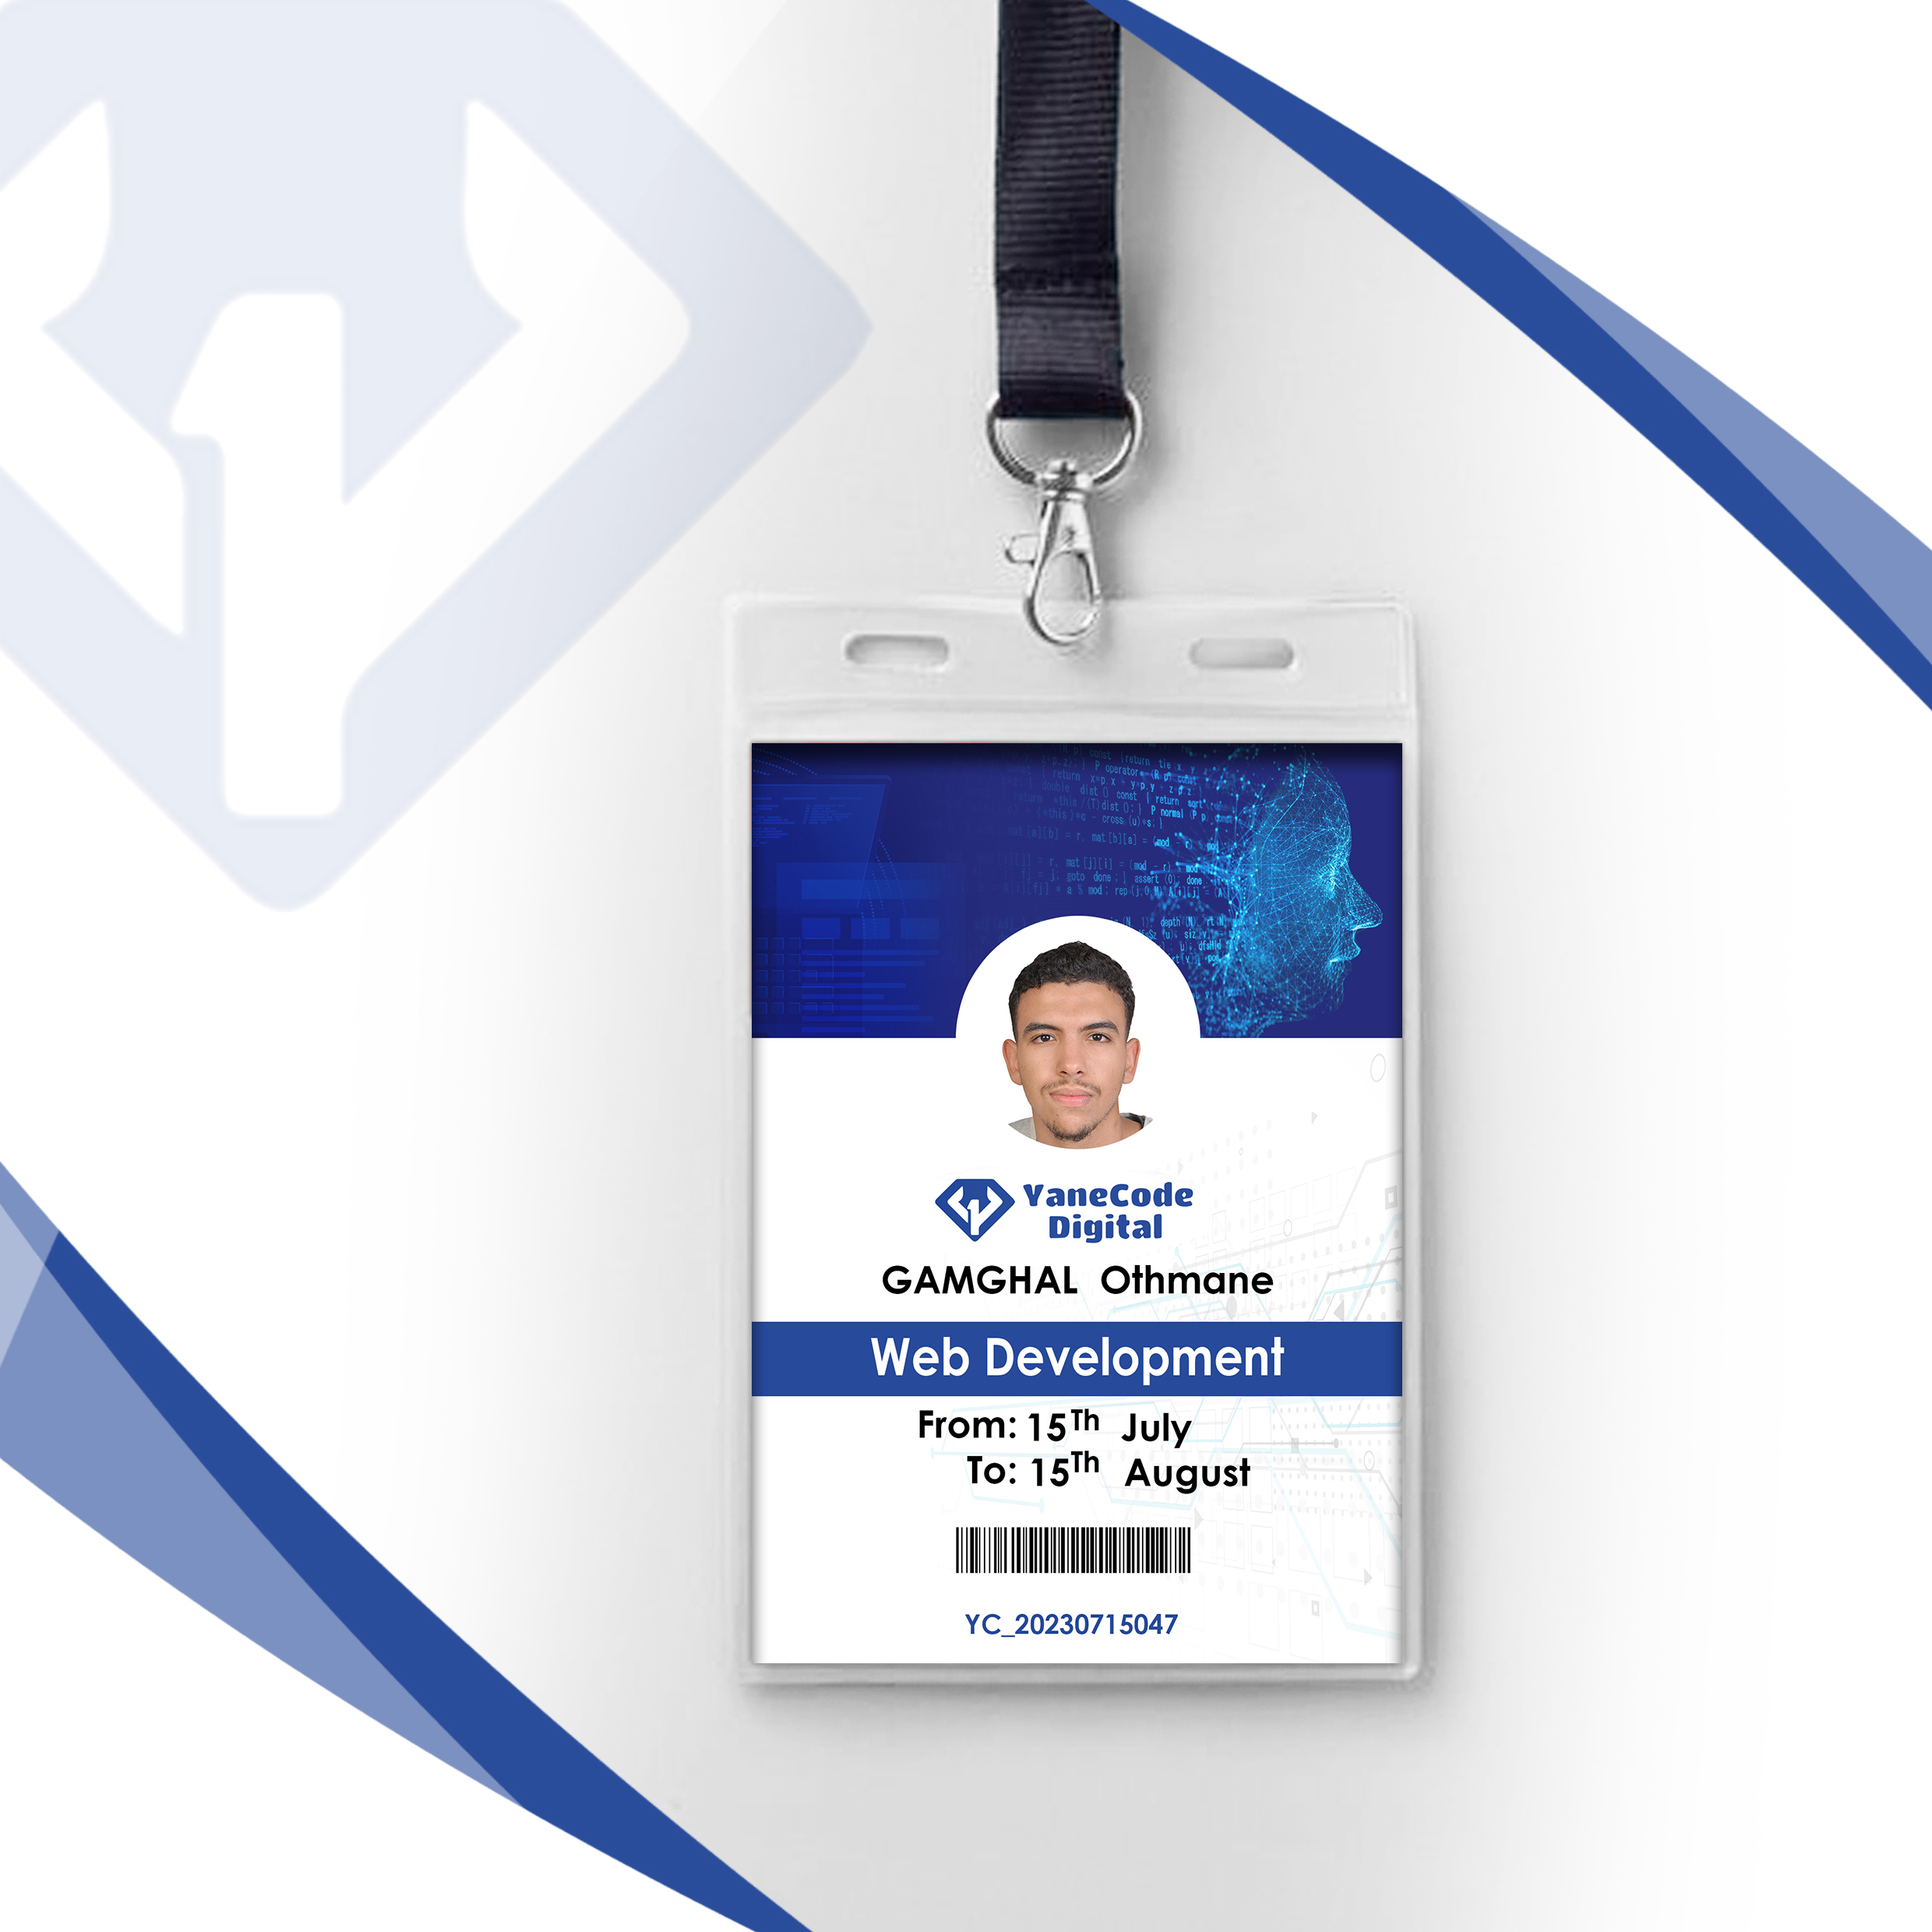 YaneCode
Digital
GAMGHAL Othmane
Web Development
From: 15Th July
To: 15Th August
YC_20230715047